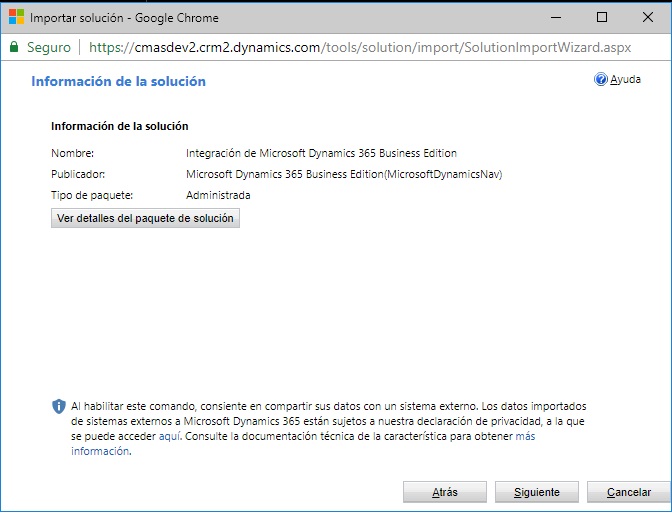 Importar solución - Google Chrome
Seguro | https://cmasdev2.crm2.dynamics.com/tools/solution/import/SolutionImportWizard.aspx
Información de la solución
Ayuda
Información de la solución
Nombre: Integración de Microsoft Dynamics 365 Business Edition
Publicador: Microsoft Dynamics 365 Business Edition(MicrosoftDynamicsNav)
Tipo de paquete: Administrada
Ver detalles del paquete de solución
Al habilitar este comando, consiente en compartir sus datos con un sistema externo. Los datos importados
de sistemas externos a Microsoft Dynamics 365 están sujetos a nuestra declaración de privacidad, a la que
se puede acceder aquí. Consulte la documentación técnica de la característica para obtener más
información.
Atrás
Siguiente
Cancelar